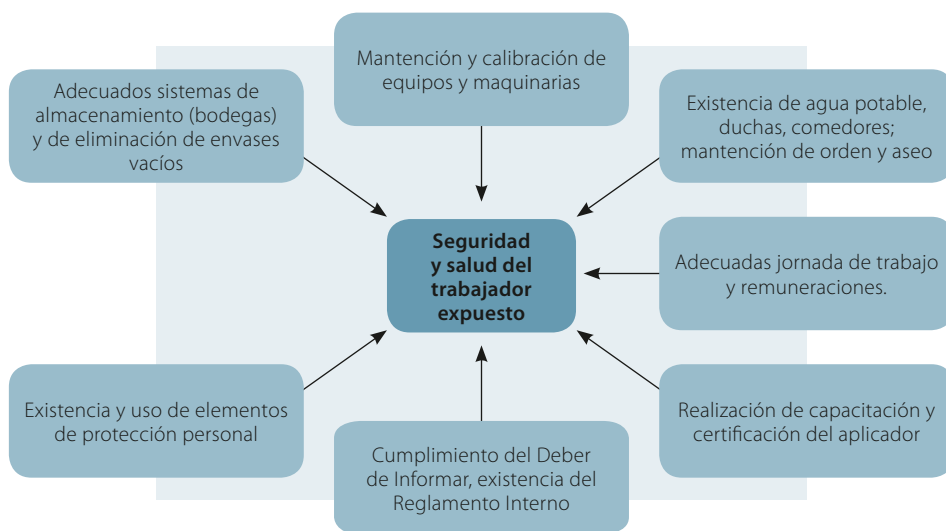 Mantención y calibración de
equipos y maquinarias
Adecuados sistemas de
almacenamiento (bodegas)
y de eliminación de envases
vacíos
Existencia de agua potable,
duchas, comedores;
mantención de orden y aseo
Seguridad
y salud del
trabajador
expuesto
Adecuadas jornada de trabajo
y remuneraciones.
Existencia y uso de elementos
de protección personal
Cumplimiento del Deber
de Informar, existencia del
Reglamento Interno
Realización de capacitación y
certificación del aplicador